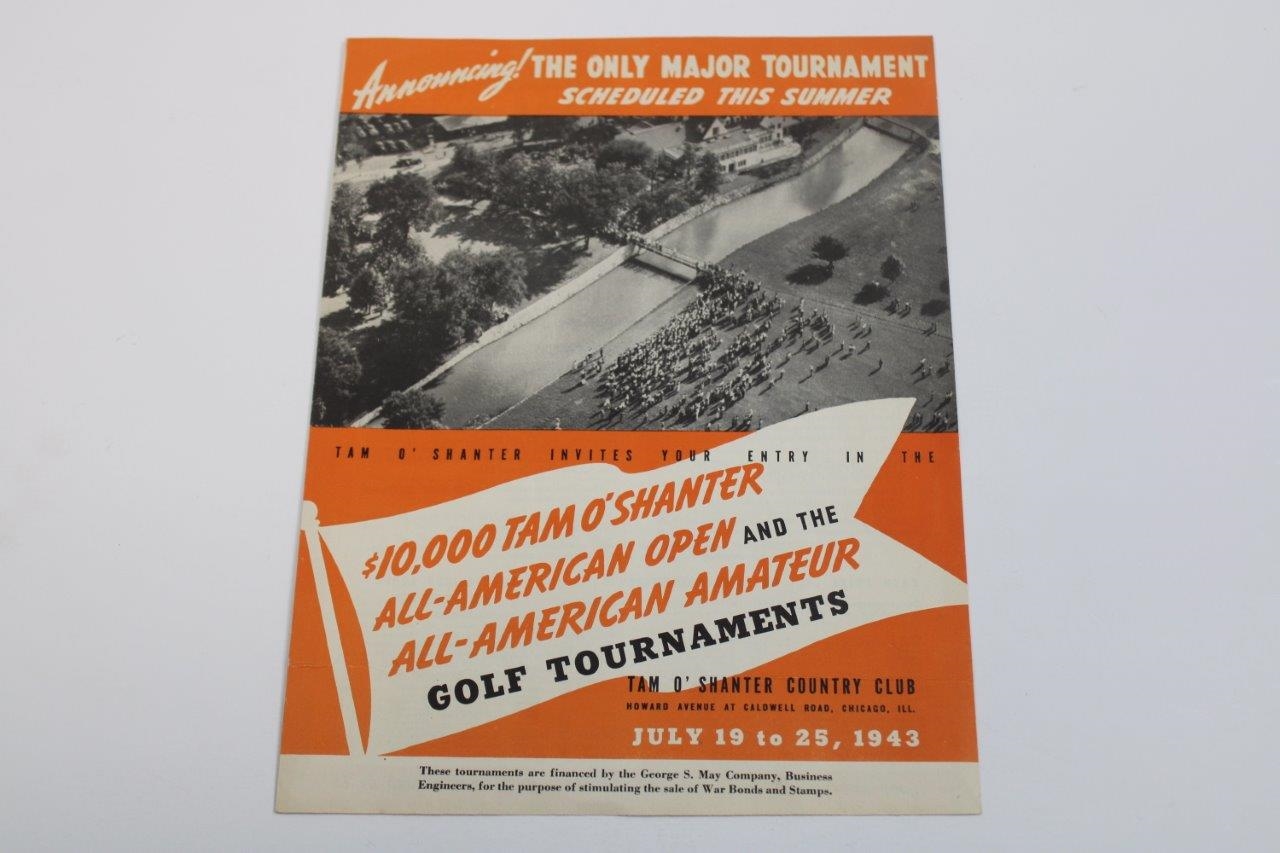 Announcing! THE ONLY MAJOR TOURNAMENT
SCHEDULED THIS SUMMER
TAM O'SHANTER INVITES YOUR ENTRY IN THE
$10,000 TAM O'SHANTER
ALL-AMERICAN OPEN AND THE
ALL-AMERICAN AMATEUR
GOLF TOURNAMENTS
TAM O'SHANTER COUNTRY CLUB
HOWARD AVENUE AT CALDWELL ROAD, CHICAGO, ILL.
JULY 19 to 25, 1943
These tournaments are financed by the George S. May Company, Business
Engineers, for the purpose of stimulating the sale of War Bonds and Stamps.